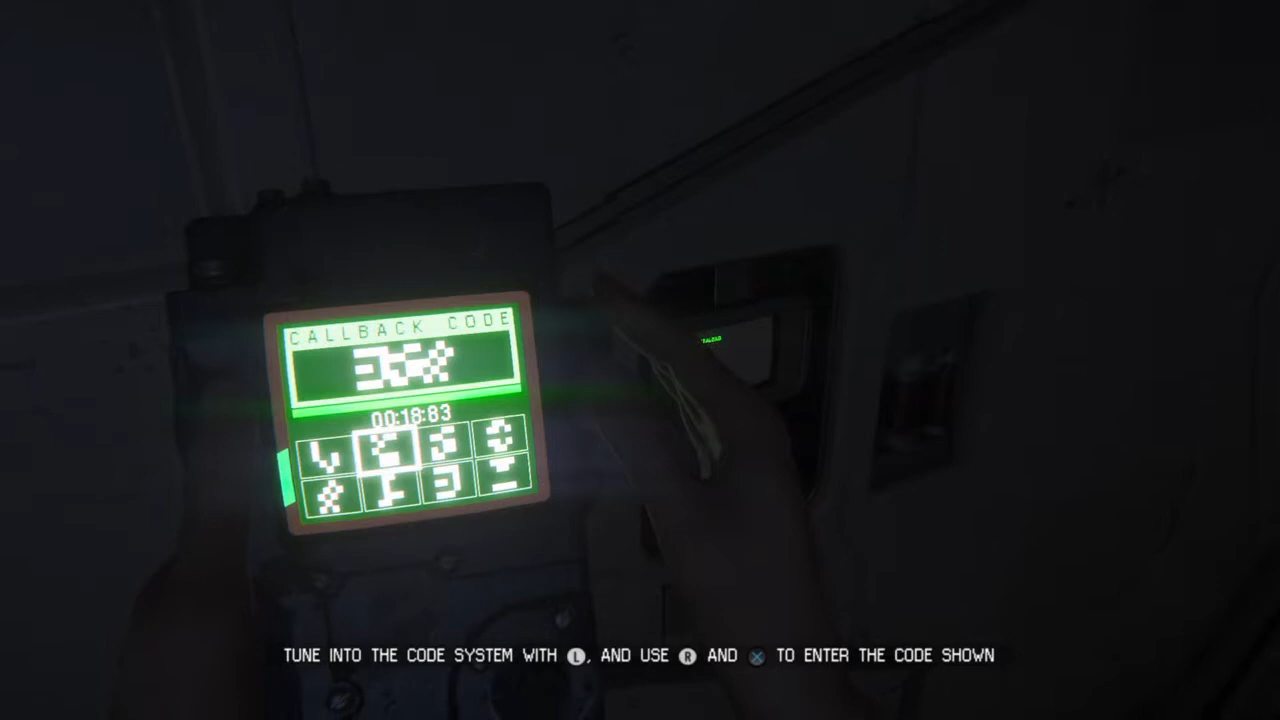 CALLBACK CODE
00:18:83
TUNE INTO THE CODE SYSTEM WITH L, AND USE R AND X TO ENTER THE CODE SHOWN